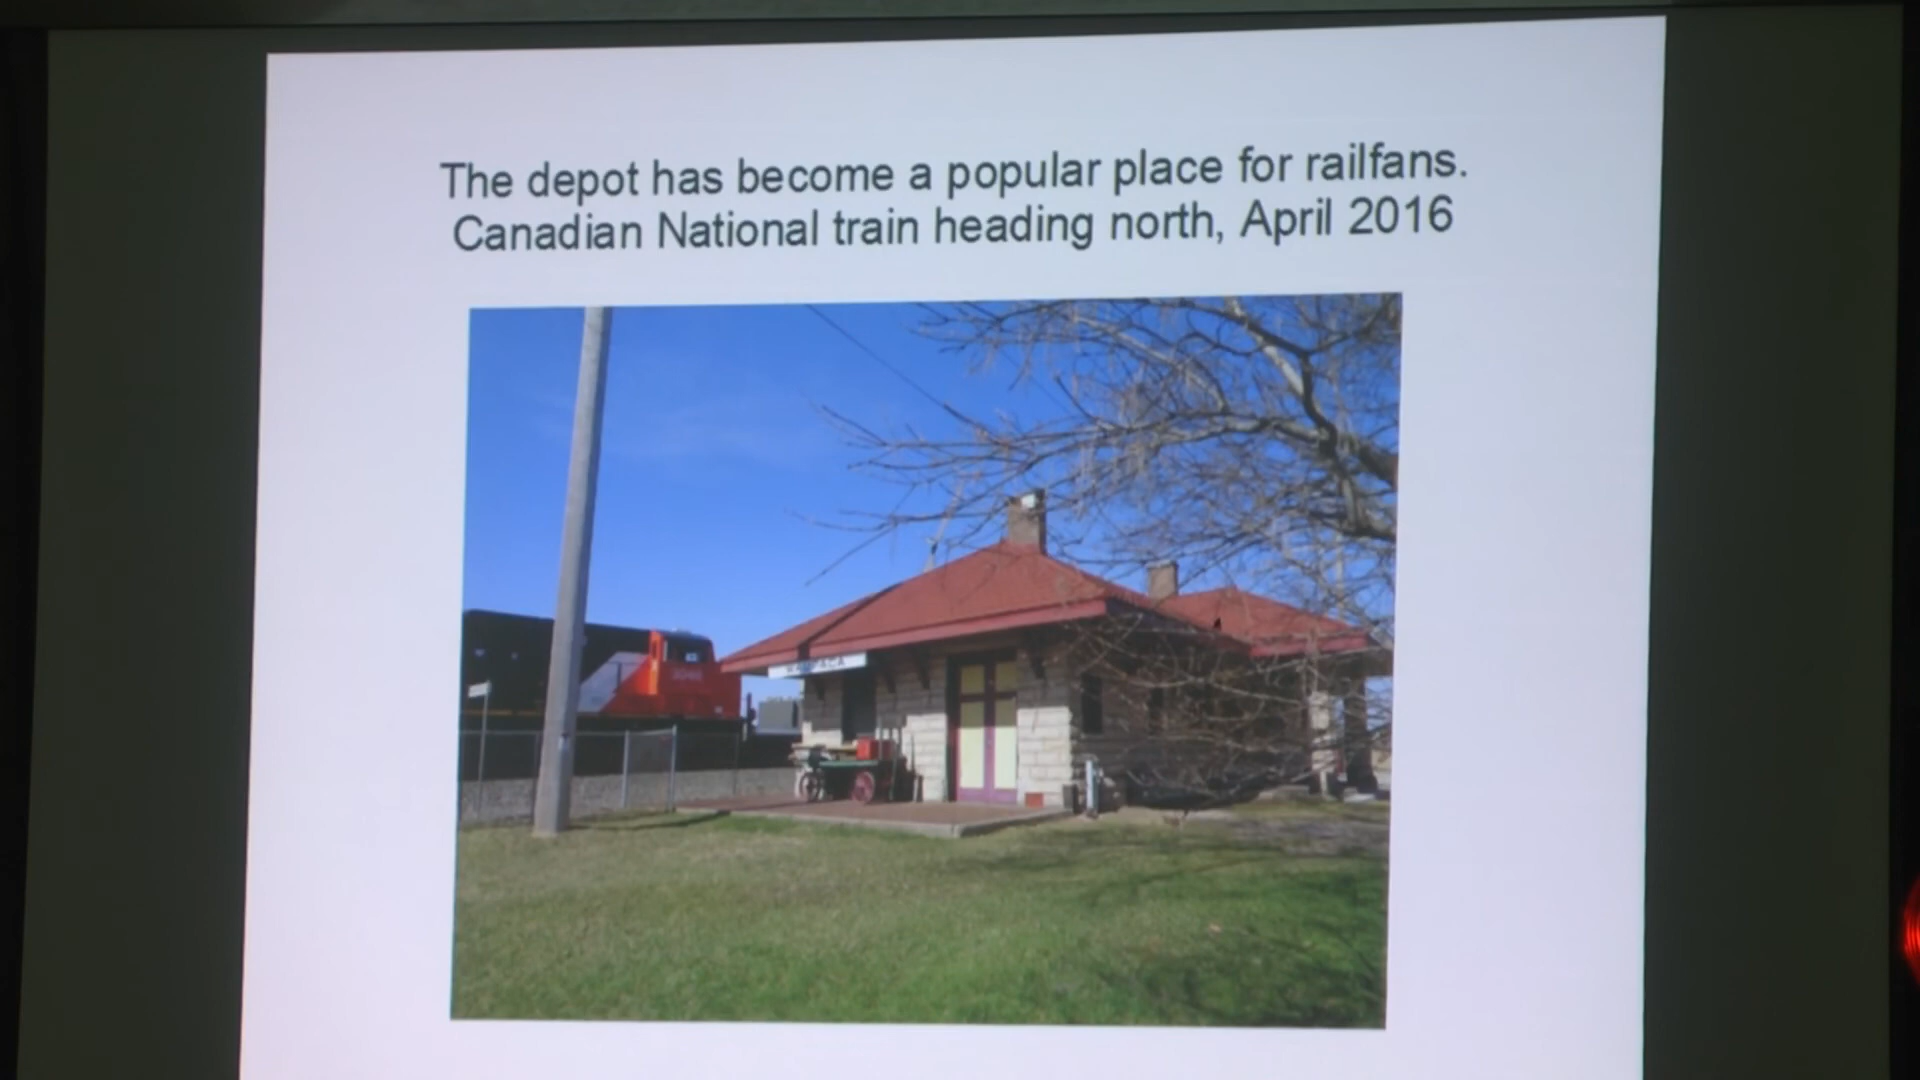 The depot has become a popular place for railfans.
Canadian National train heading north, April 2016